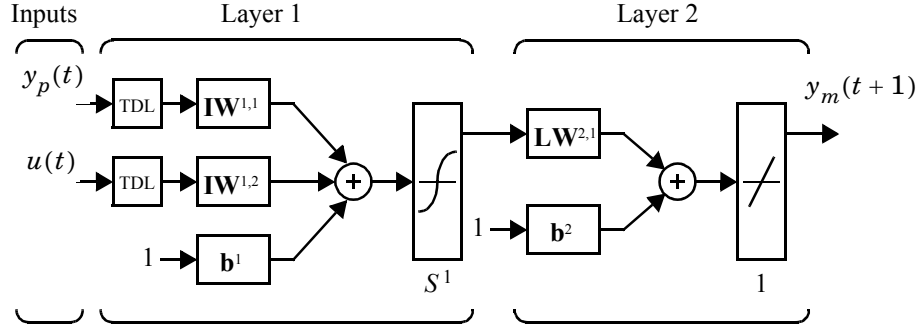 Inputs Layer 1 Layer 2
y_p(t) TDL IW^{1,1} y_m(t + 1)
LW^{2,1}
u(t) TDL IW^{1,2}
1 b^1 1 b^2
S^1 1